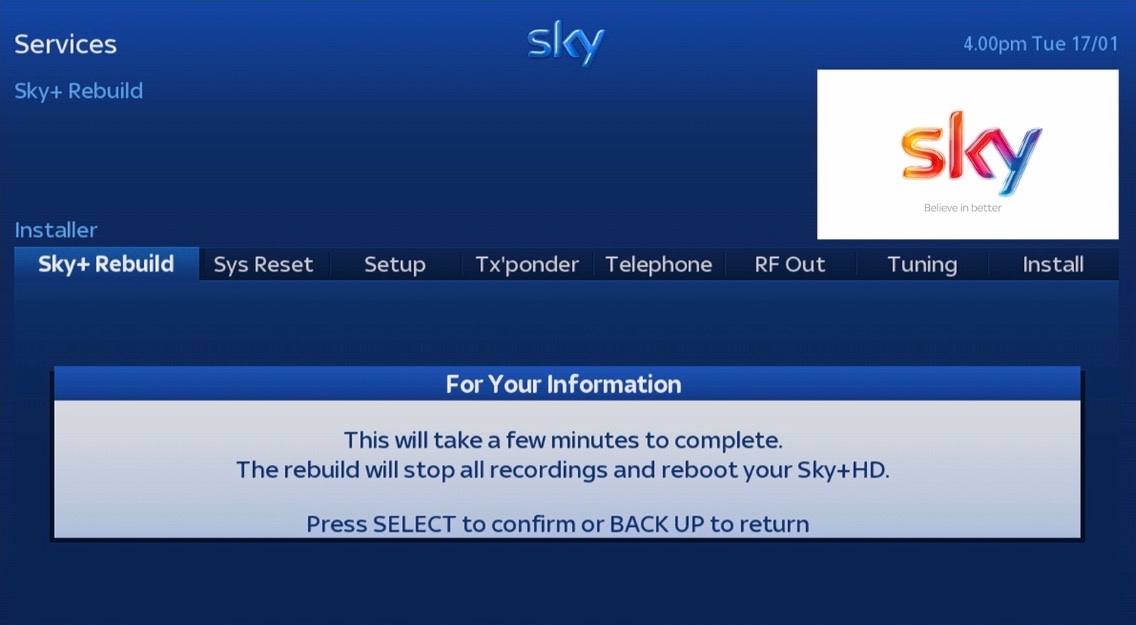 Services
sky
4.00pm Tue 17/01
Sky+ Rebuild
sky
Believe in better
Installer
Sky+ Rebuild Sys Reset Setup Tx'ponder Telephone RF Out Tuning Install
For Your Information
This will take a few minutes to complete.
The rebuild will stop all recordings and reboot your Sky+HD.
Press SELECT to confirm or BACK UP to return